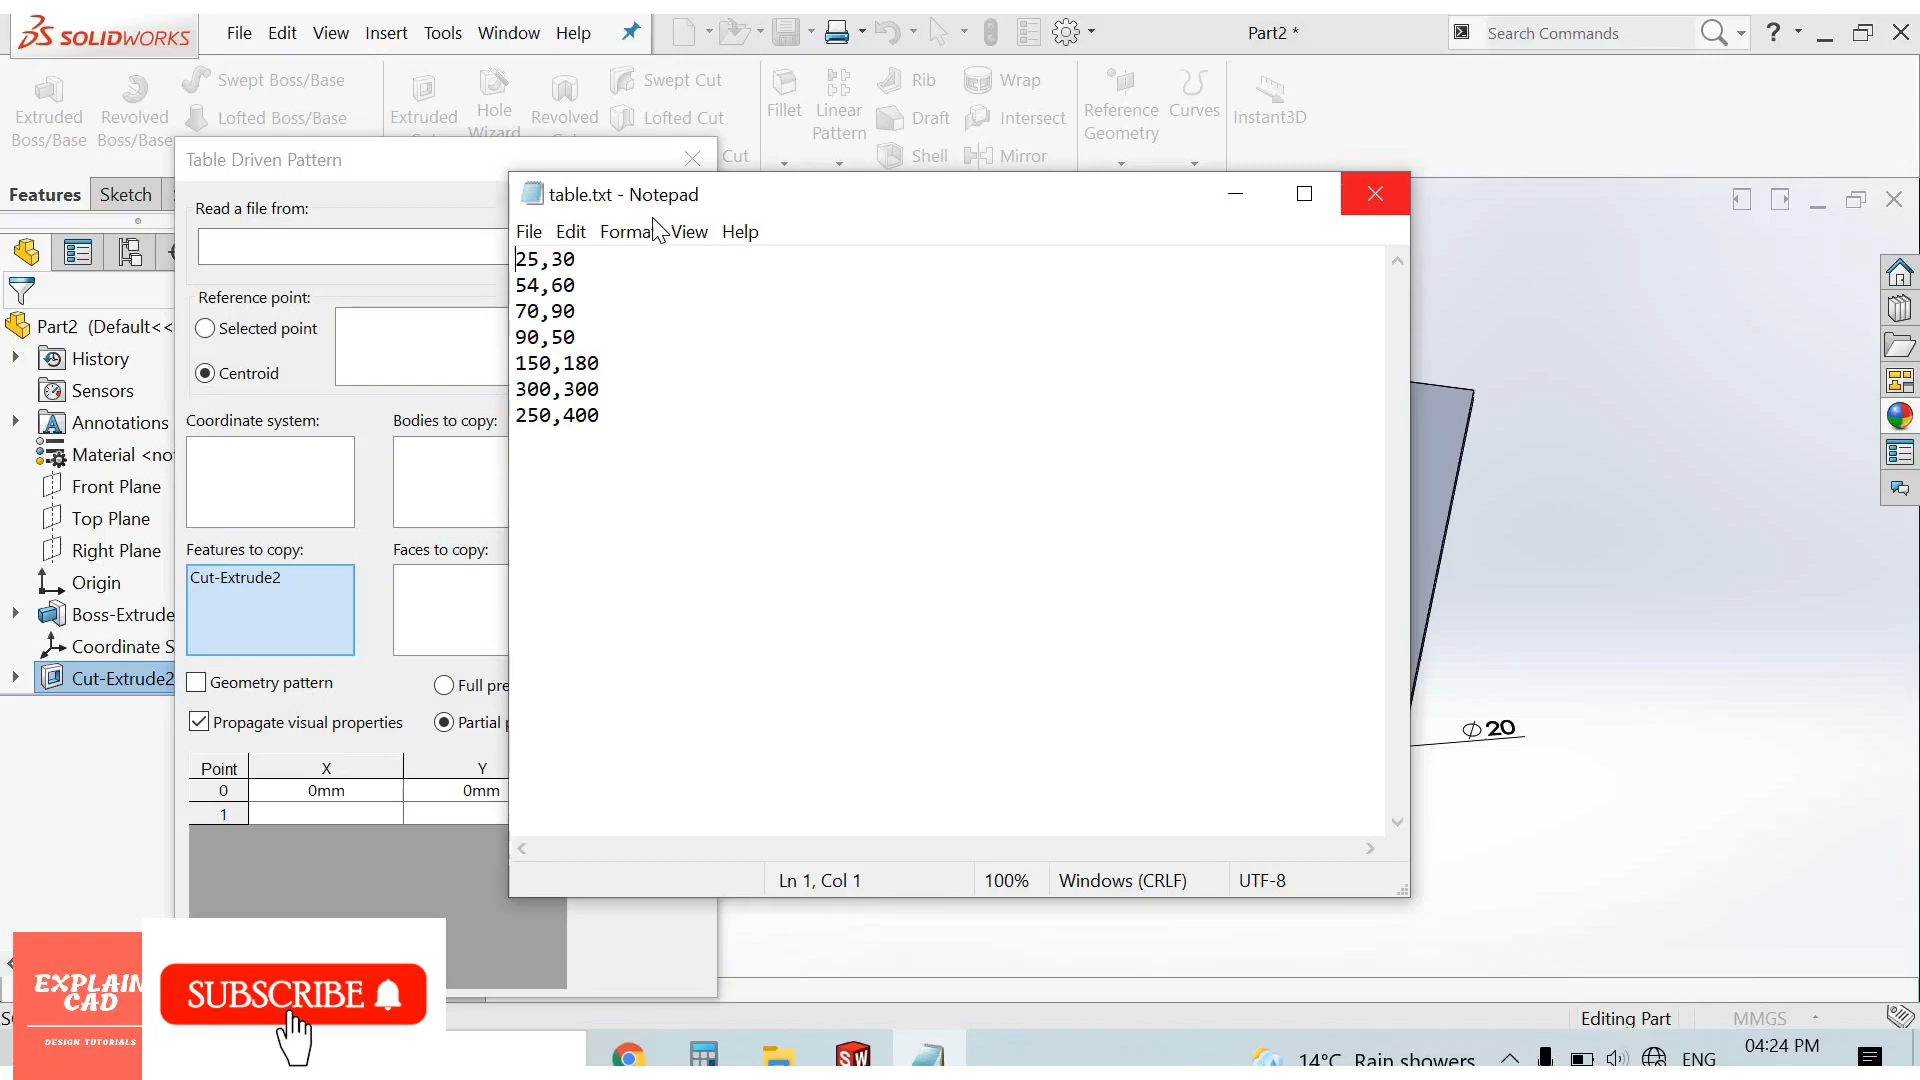 SOLIDWORKS
File Edit View Insert Tools Window Help
Part2 *
Search Commands
?
Extruded Boss/Base
Revolved Boss/Base
Swept Boss/Base
Lofted Boss/Base
Extruded
Hole Wizard
Revolved
Swept Cut
Lofted Cut
Cut
Fillet
Linear Pattern
Rib
Draft
Shell
Wrap
Intersect
Mirror
Reference Geometry
Curves
Instant3D
Features
Sketch
Table Driven Pattern
Read a file from:
Reference point:
Selected point
Centroid
Coordinate system:
Bodies to copy:
Features to copy:
Faces to copy:
Cut-Extrude2
Geometry pattern
Full pre
Propagate visual properties
Partial p
Point X Y
0 0mm 0mm
1
Part2 (Default<<
History
Sensors
Annotations
Material <no
Front Plane
Top Plane
Right Plane
Origin
Boss-Extrude
Coordinate S
Cut-Extrude2
table.txt - Notepad
File Edit Format View Help
25,30
54,60
70,90
90,50
150,180
300,300
250,400
Ln 1, Col 1
100%
Windows (CRLF)
UTF-8
⌀20
EXPLAIN
CAD
DESIGN TUTORIALS
SUBSCRIBE
Editing Part
MMGS
SW
14°C Rain showers
ENG
04:24 PM